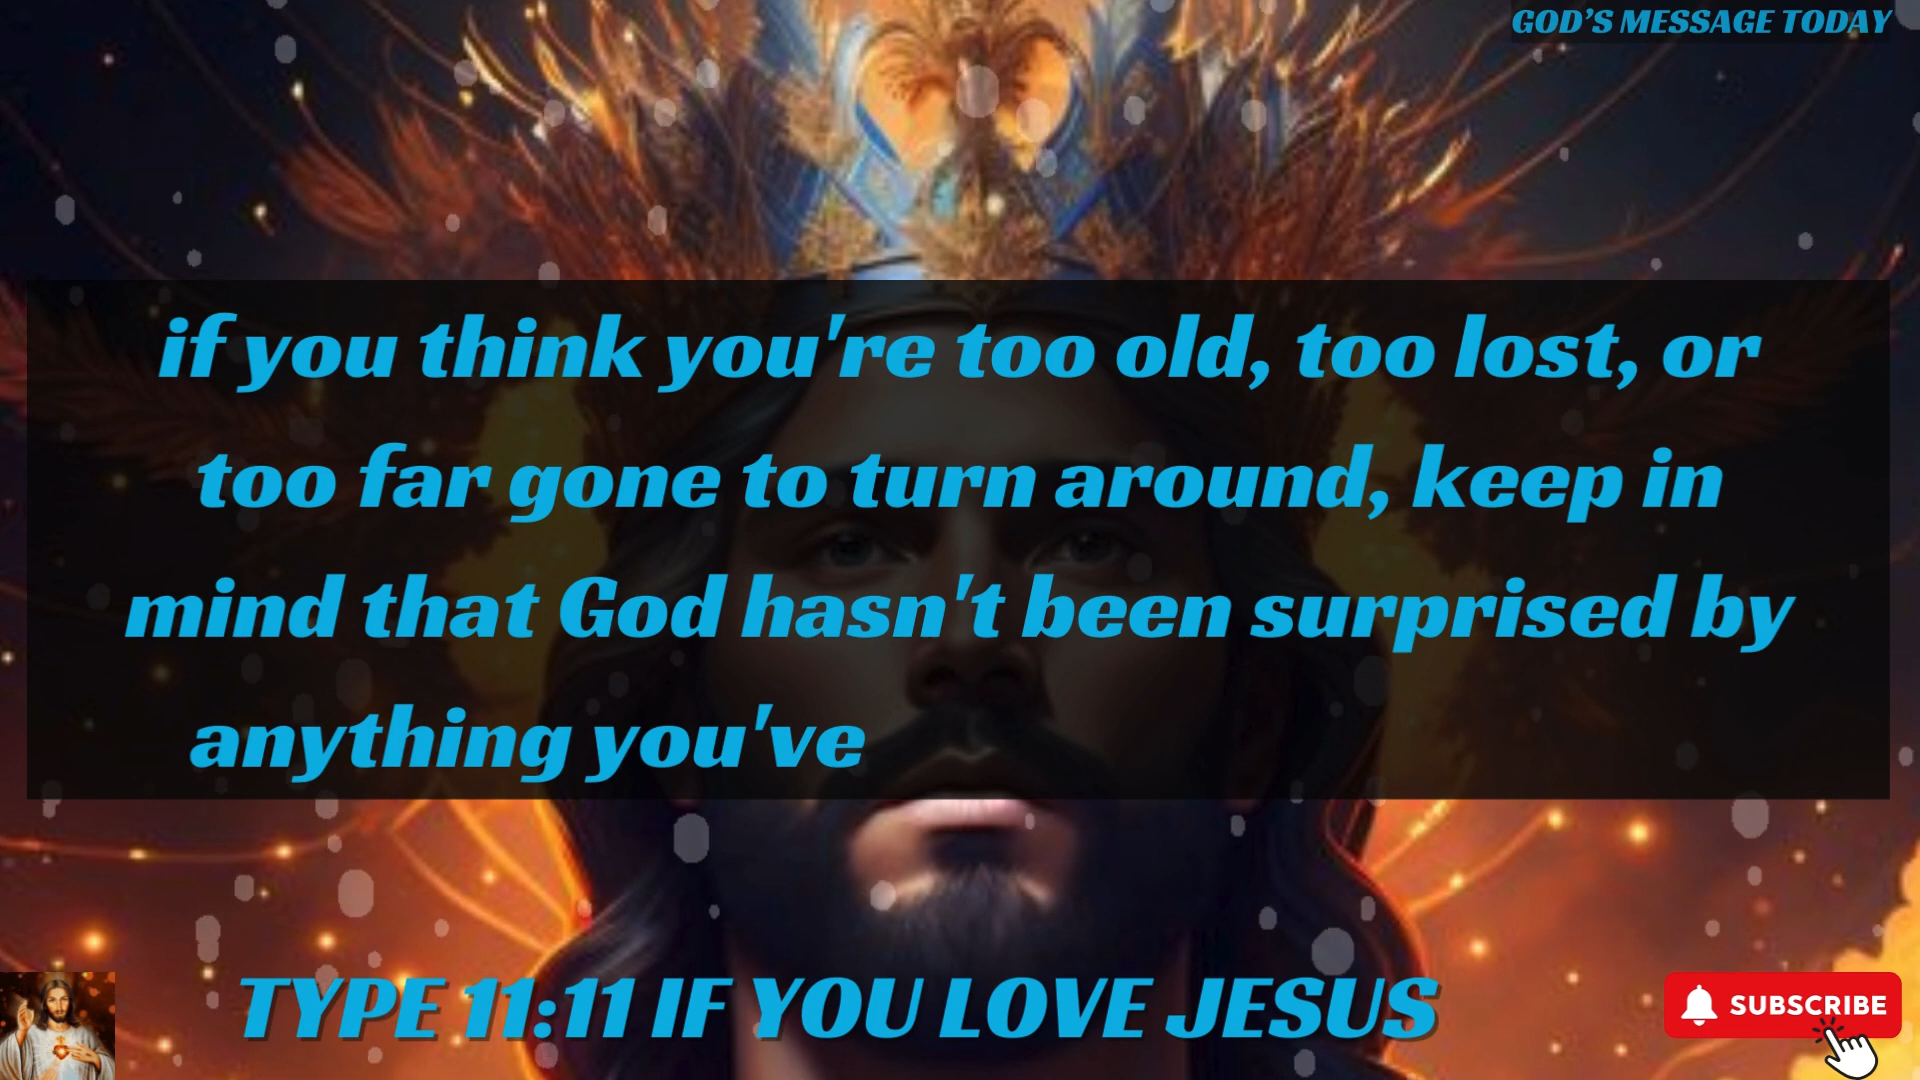 GOD’S MESSAGE TODAY
if you think you're too old, too lost, or
too far gone to turn around, keep in
mind that God hasn't been surprised by
anything you've
TYPE 11:11 IF YOU LOVE JESUS
SUBSCRIBE